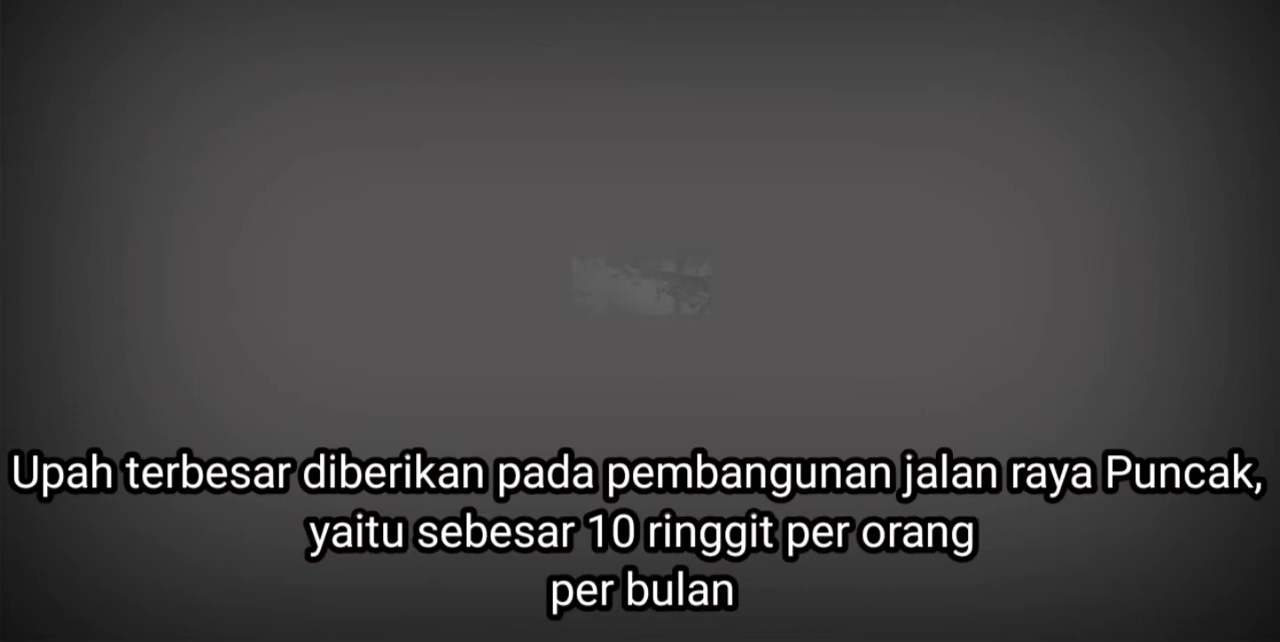 Upah terbesar diberikan pada pembangunan jalan raya Puncak,
yaitu sebesar 10 ringgit per orang
per bulan